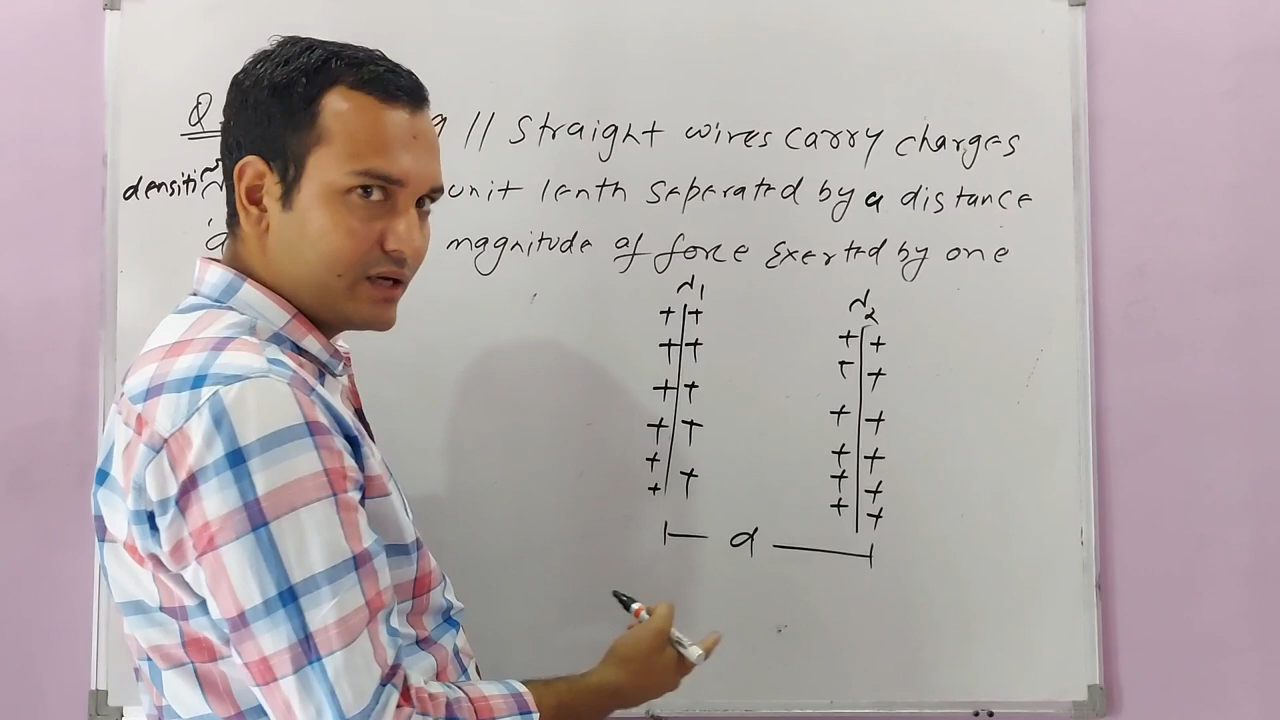 Q
// Straight wires carry charges
densiti unit lenth seperated by a distance
d magnitude of force Exerted by one
λ1
λ2
d